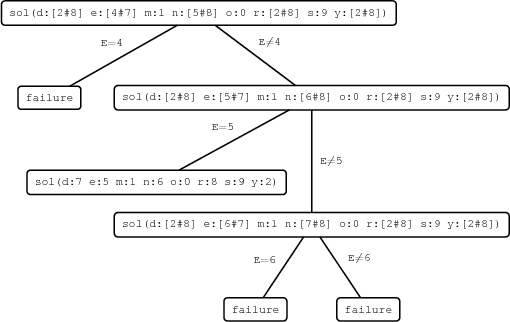 sol(d:[2#8] e:[4#7] m:1 n:[5#8] o:0 r:[2#8] s:9 y:[2#8])
E=4
E≠4
failure
sol(d:[2#8] e:[5#7] m:1 n:[6#8] o:0 r:[2#8] s:9 y:[2#8])
E=5
E≠5
sol(d:7 e:5 m:1 n:6 o:0 r:8 s:9 y:2)
sol(d:[2#8] e:[6#7] m:1 n:[7#8] o:0 r:[2#8] s:9 y:[2#8])
E=6
E≠6
failure
failure